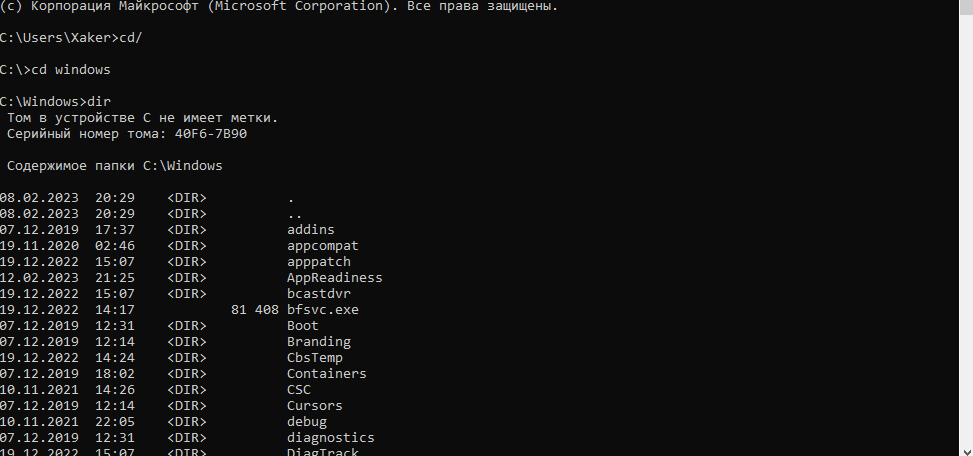 (c) Корпорация Майкрософт (Microsoft Corporation). Все права защищены.
C:\Users\Xaker>cd/
C:\>cd windows
C:\Windows>dir
Том в устройстве C не имеет метки.
Серийный номер тома: 40F6-7B90
Содержимое папки C:\Windows
08.02.2023  20:29    <DIR>          .
08.02.2023  20:29    <DIR>          ..
07.12.2019  17:37    <DIR>          addins
19.11.2020  02:46    <DIR>          appcompat
19.12.2022  15:07    <DIR>          apppatch
12.02.2023  21:25    <DIR>          AppReadiness
19.12.2022  15:07    <DIR>          bcastdvr
19.12.2022  14:17            81 408 bfsvc.exe
07.12.2019  12:31    <DIR>          Boot
07.12.2019  12:14    <DIR>          Branding
19.12.2022  14:24    <DIR>          CbsTemp
07.12.2019  18:02    <DIR>          Containers
10.11.2021  14:26    <DIR>          CSC
07.12.2019  12:14    <DIR>          Cursors
10.11.2021  22:05    <DIR>          debug
07.12.2019  12:31    <DIR>          diagnostics
19.12.2022  15:07    <DIR>          DiagTrack